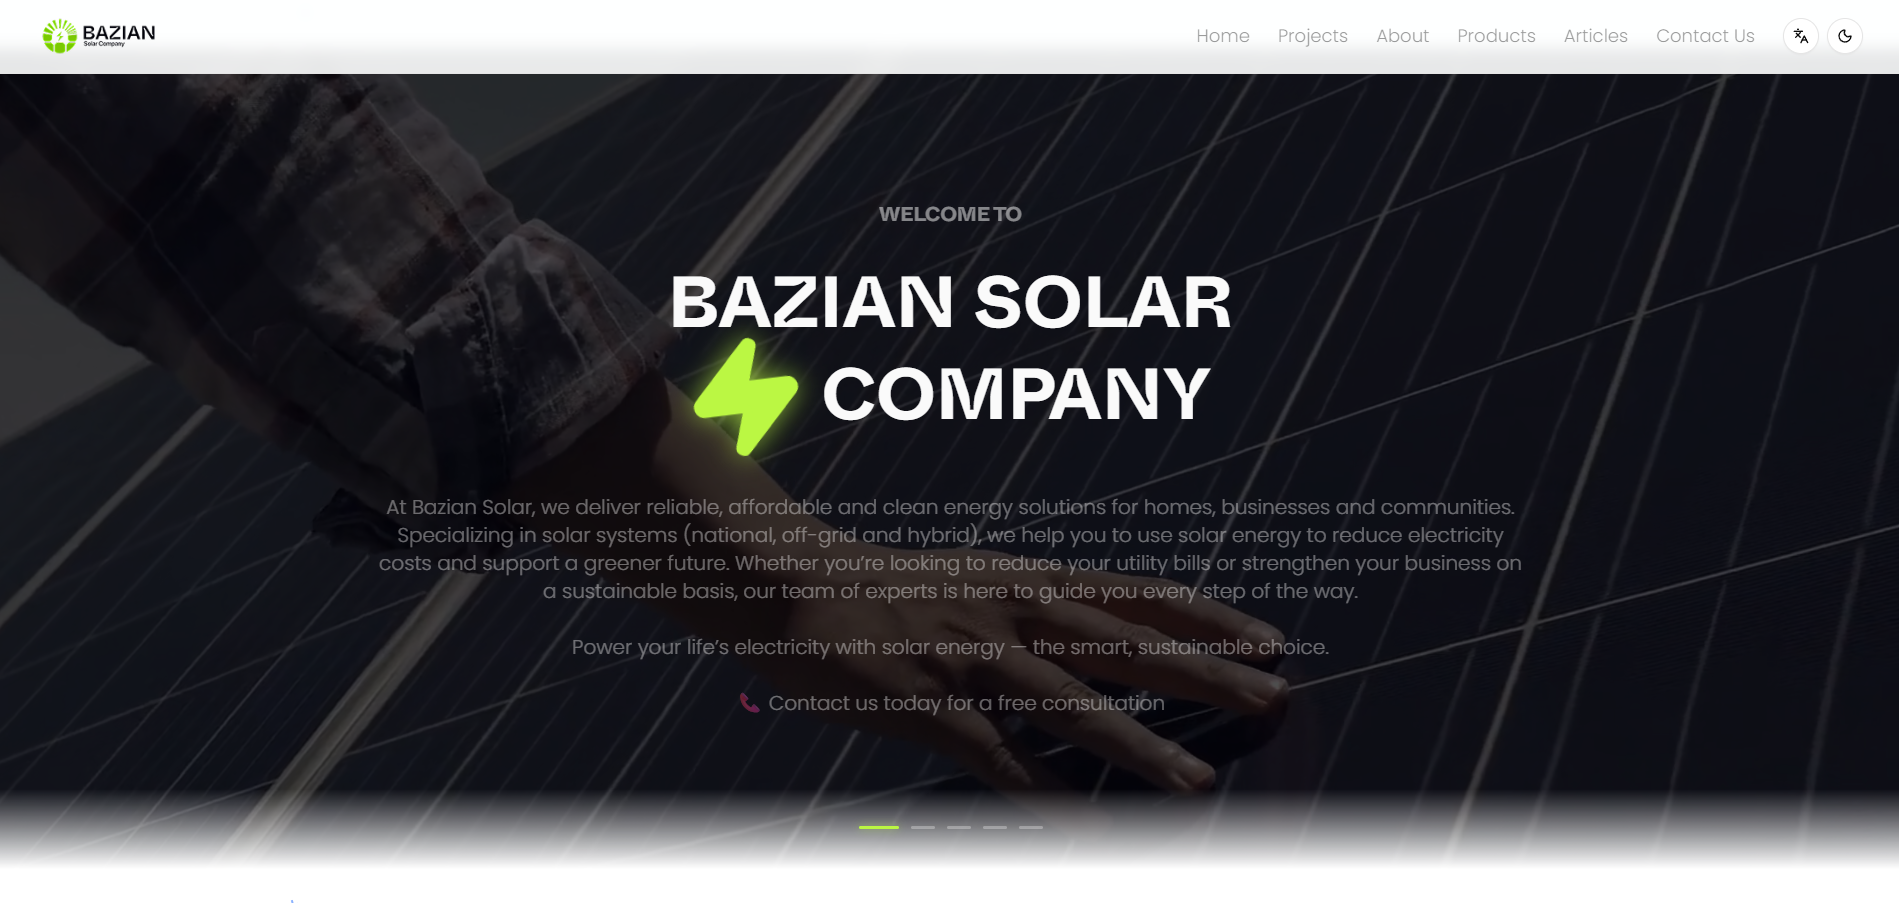 BAZIAN
Solar Company
Home Projects About Products Articles Contact Us
WELCOME TO
BAZIAN SOLAR
COMPANY
At Bazian Solar, we deliver reliable, affordable and clean energy solutions for homes, businesses and communities.
Specializing in solar systems (national, off-grid and hybrid), we help you to use solar energy to reduce electricity
costs and support a greener future. Whether you’re looking to reduce your utility bills or strengthen your business on
a sustainable basis, our team of experts is here to guide you every step of the way.
Power your life’s electricity with solar energy — the smart, sustainable choice.
Contact us today for a free consultation